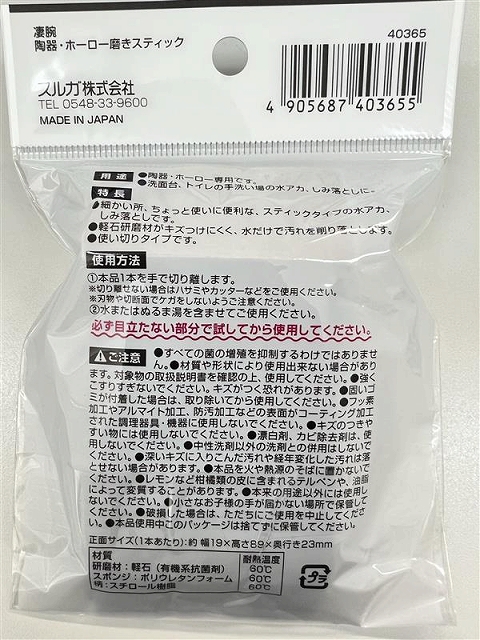 凄腕
陶器・ホーロー磨きスティック
40365
スルガ株式会社
TEL 0548-33-9600
MADE IN JAPAN
4 905687 403655
用途
●陶器・ホーロー専用です。
●洗面台、トイレの手洗い場の水アカ、しみ落としに。
特長
●細かい所、ちょっと使いに便利な、スティックタイプの水アカ、
しみ落としです。
●軽石研磨材がキズつけにくく、水だけで汚れを削り落とします。
●使い切りタイプです。
使用方法
①本品1本を手で切り離します。
※切り離せない場合はハサミやカッターなどをご使用ください。
※刃物や切断面でケガをしないようご注意ください。
②水またはぬるま湯を含ませてご使用ください。
必ず目立たない部分で試してから使用してください。
ご注意
●すべての菌の増殖を抑制するわけではありませ
ん。●材質や形状により使用出来ない場合があり
ます。対象物の取扱説明書を確認の上、使用してください。●強く
こすりすぎないでください。キズがつく恐れがあります。●固いゴ
ミが付着した場合は、取り除いてから使用してください。●フッ素
加工やアルマイト加工、防汚加工などの表面がコーティング加工
された調理器具・機器に使用しないでください。●キズのつきや
すい物には使用しないでください。●漂白剤、カビ除去剤は、使
用しないでください。●中性洗剤以外の洗剤との併用はしないで
ください。●深いキズに入りこんだ汚れや経年変化した汚れは落
とせない場合があります。●本品を火や熱源のそばに置かないで
ください。●レモンなど柑橘類の皮に含まれるテルペンや、油脂
によって変質することがあります。●本来の用途以外には使用し
ないでください。●小さなお子様の手が届かない場所で保管して
ください。●破損した場合は、ただちにご使用を中止してくださ
い。●本品使用中このパッケージは捨てずに保管してください。
正面サイズ(1本あたり):約 幅19×高さ89×奥行き23mm
材質
耐熱温度
研磨材:軽石(有機系抗菌剤)
60℃
スポンジ:ポリウレタンフォーム
60℃
柄:スチロール樹脂
60℃
プラ